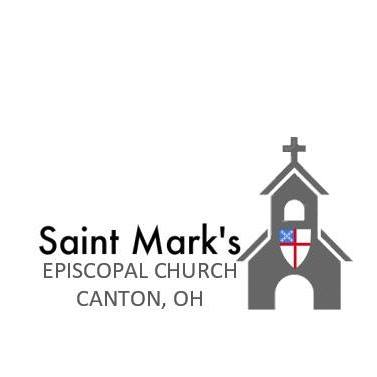 Saint Mark's
EPISCOPAL CHURCH
CANTON, OH